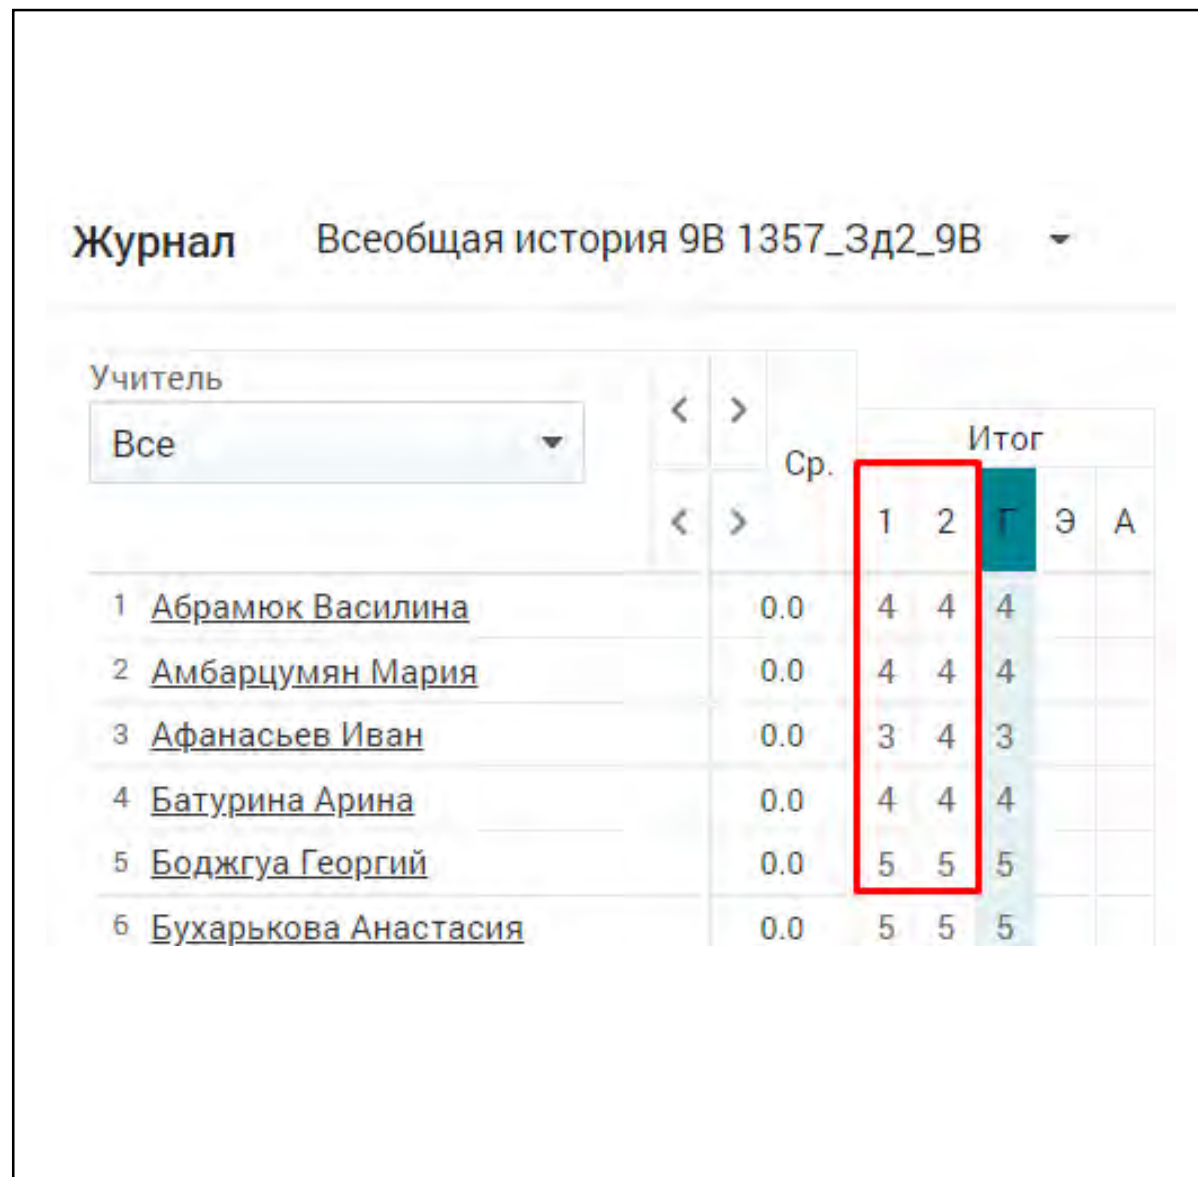 Журнал Всеобщая история 9В 1357_Зд2_9В
Учитель
Все
< >
Ср.
Итог
< > 1 2 Г Э А
1 Абрамюк Василина 0.0 4 4 4
2 Амбарцумян Мария 0.0 4 4 4
3 Афанасьев Иван 0.0 3 4 3
4 Батурина Арина 0.0 4 4 4
5 Боджгуа Георгий 0.0 5 5 5
6 Бухарькова Анастасия 0.0 5 5 5